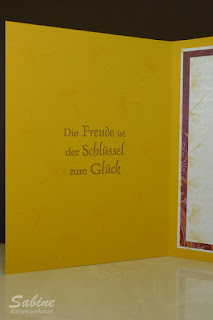 Die Freude ist
der Schlüssel
zum Glück
Sabine